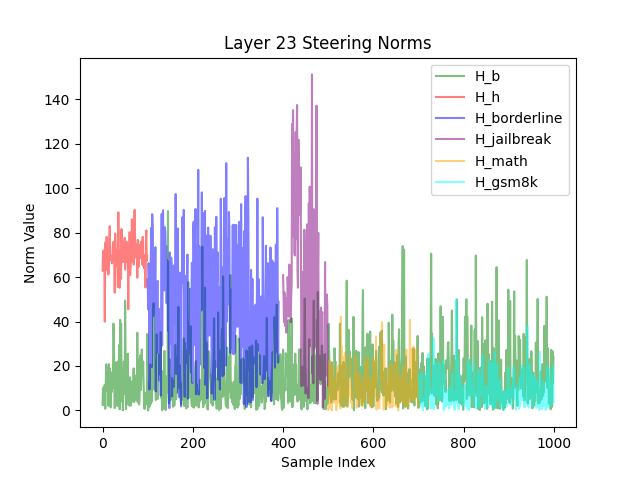 Layer 23 Steering Norms
H_b
H_h
H_borderline
H_jailbreak
H_math
H_gsm8k
Norm Value
140
120
100
80
60
40
20
0
0 200 400 600 800 1000
Sample Index